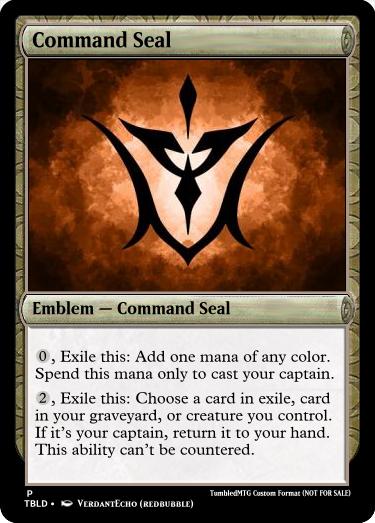 Command Seal
Emblem — Command Seal
0, Exile this: Add one mana of any color.
Spend this mana only to cast your captain.
2, Exile this: Choose a card in exile, card
in your graveyard, or creature you control.
If it's your captain, return it to your hand.
This ability can't be countered.
P
TBLD • VERDANTECHO (REDBUBBLE)
TumbledMTG Custom Format (NOT FOR SALE)